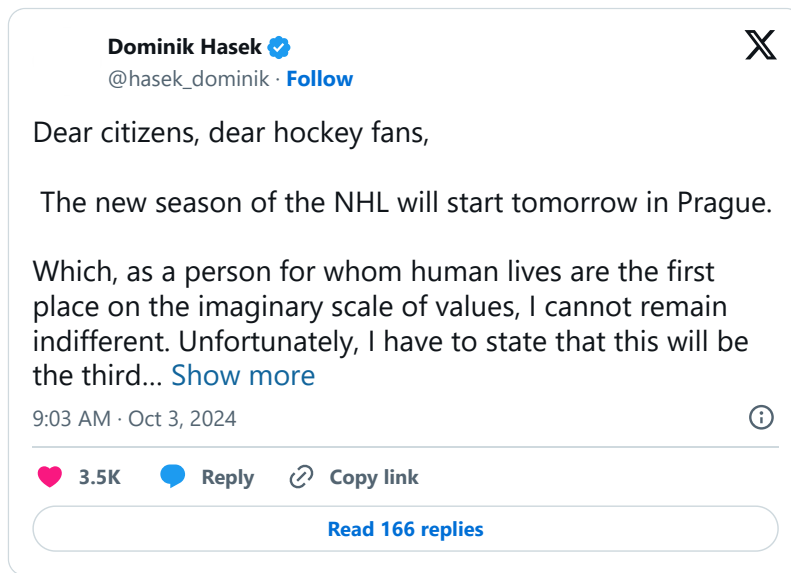 Dominik Hasek
@hasek_dominik · Follow
Dear citizens, dear hockey fans,
The new season of the NHL will start tomorrow in Prague.
Which, as a person for whom human lives are the first
place on the imaginary scale of values, I cannot remain
indifferent. Unfortunately, I have to state that this will be
the third... Show more
9:03 AM · Oct 3, 2024
3.5K Reply Copy link
Read 166 replies